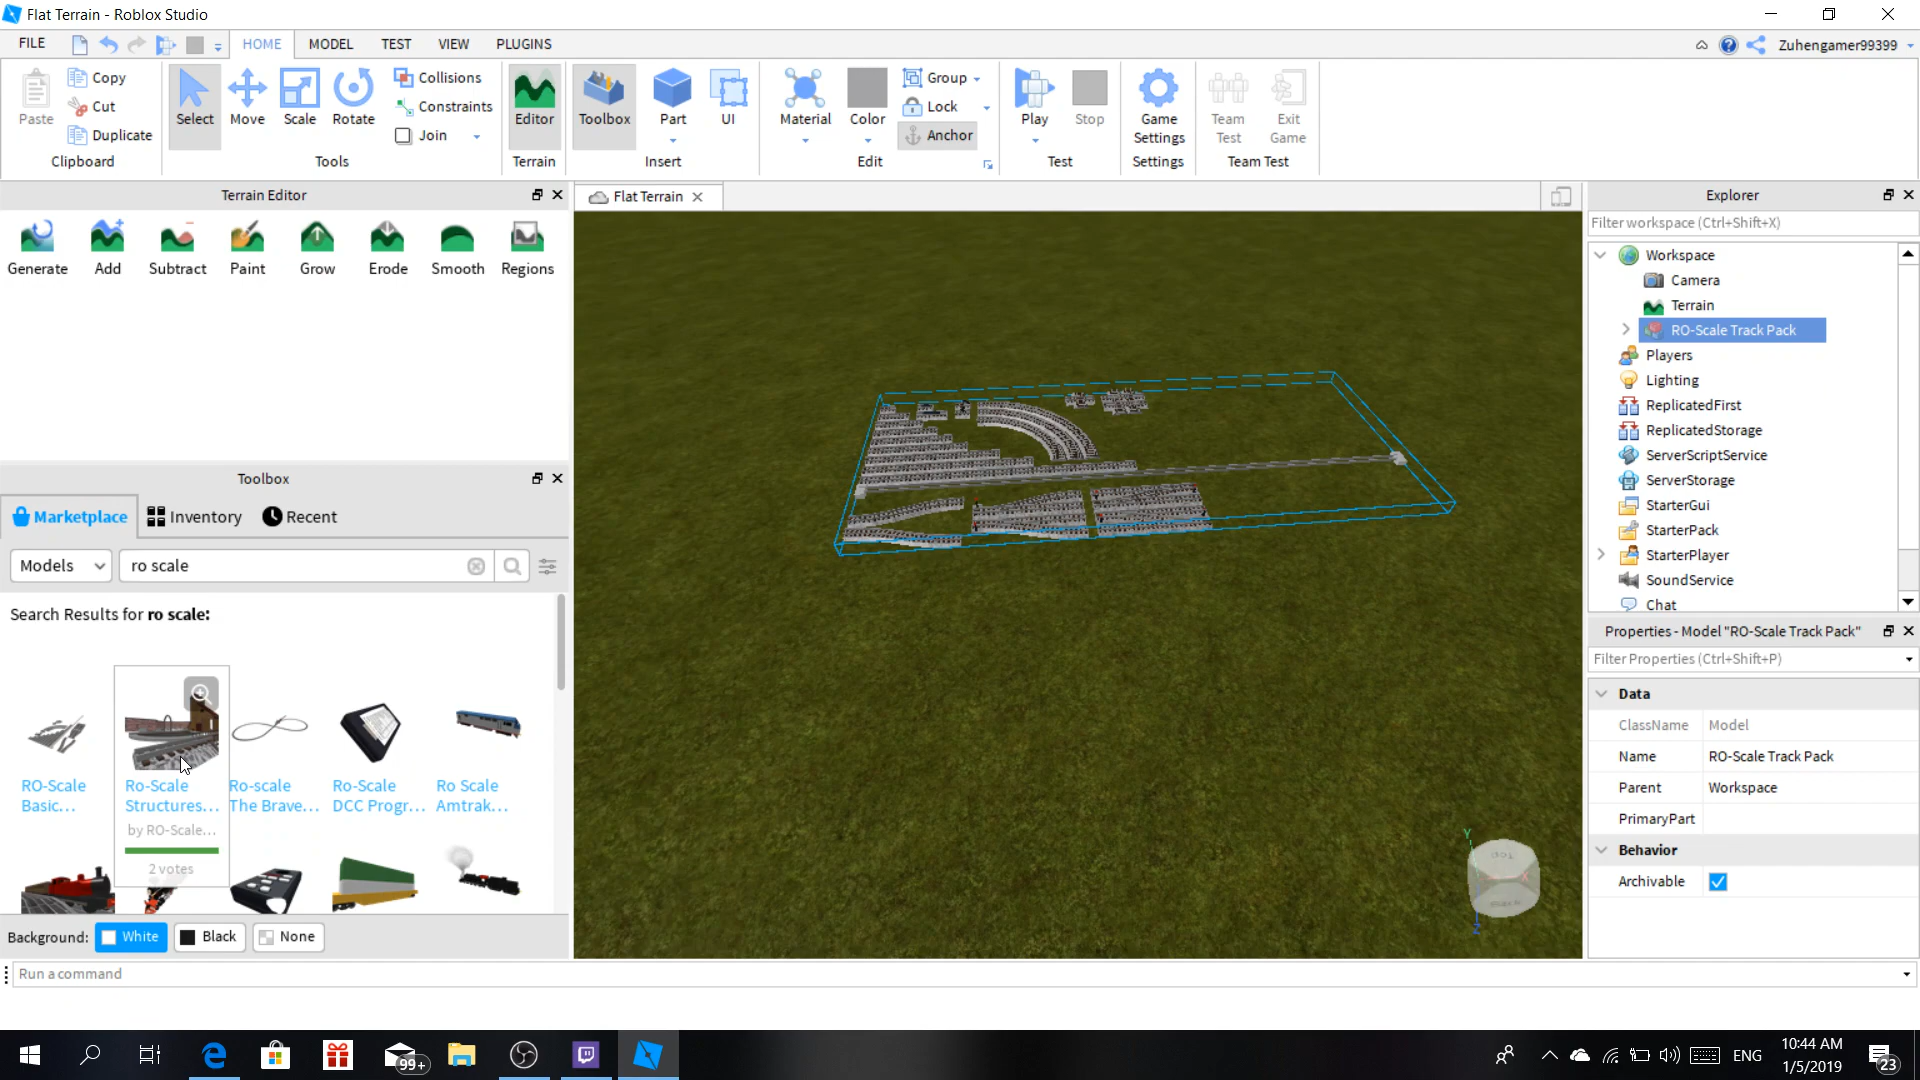 Flat Terrain - Roblox Studio
FILE HOME MODEL TEST VIEW PLUGINS Zuhengamer99399
Paste Copy Cut Duplicate
Select Move Scale Rotate Collisions Constraints Join
Editor Toolbox Part UI
Material Color Group Lock Anchor
Play Stop Game Settings Team Test Exit Game
Clipboard Tools Terrain Insert Edit Test Settings Team Test
Terrain Editor
Generate Add Subtract Paint Grow Erode Smooth Regions
Toolbox
Marketplace Inventory Recent
Models ro scale
Search Results for ro scale:
RO-Scale Basic...
Ro-Scale Structures...
by RO-Scale...
2 votes
Ro-scale The Brave...
Ro-Scale DCC Progr...
Ro Scale Amtrak...
Background: White Black None
Run a command
Flat Terrain
Y
X
Z
Explorer
Filter workspace (Ctrl+Shift+X)
Workspace
Camera
Terrain
RO-Scale Track Pack
Players
Lighting
ReplicatedFirst
ReplicatedStorage
ServerScriptService
ServerStorage
StarterGui
StarterPack
StarterPlayer
SoundService
Chat
Properties - Model "RO-Scale Track Pack"
Filter Properties (Ctrl+Shift+P)
Data
ClassName Model
Name RO-Scale Track Pack
Parent Workspace
PrimaryPart
Behavior
Archivable
99+
ENG
10:44 AM
1/5/2019
23